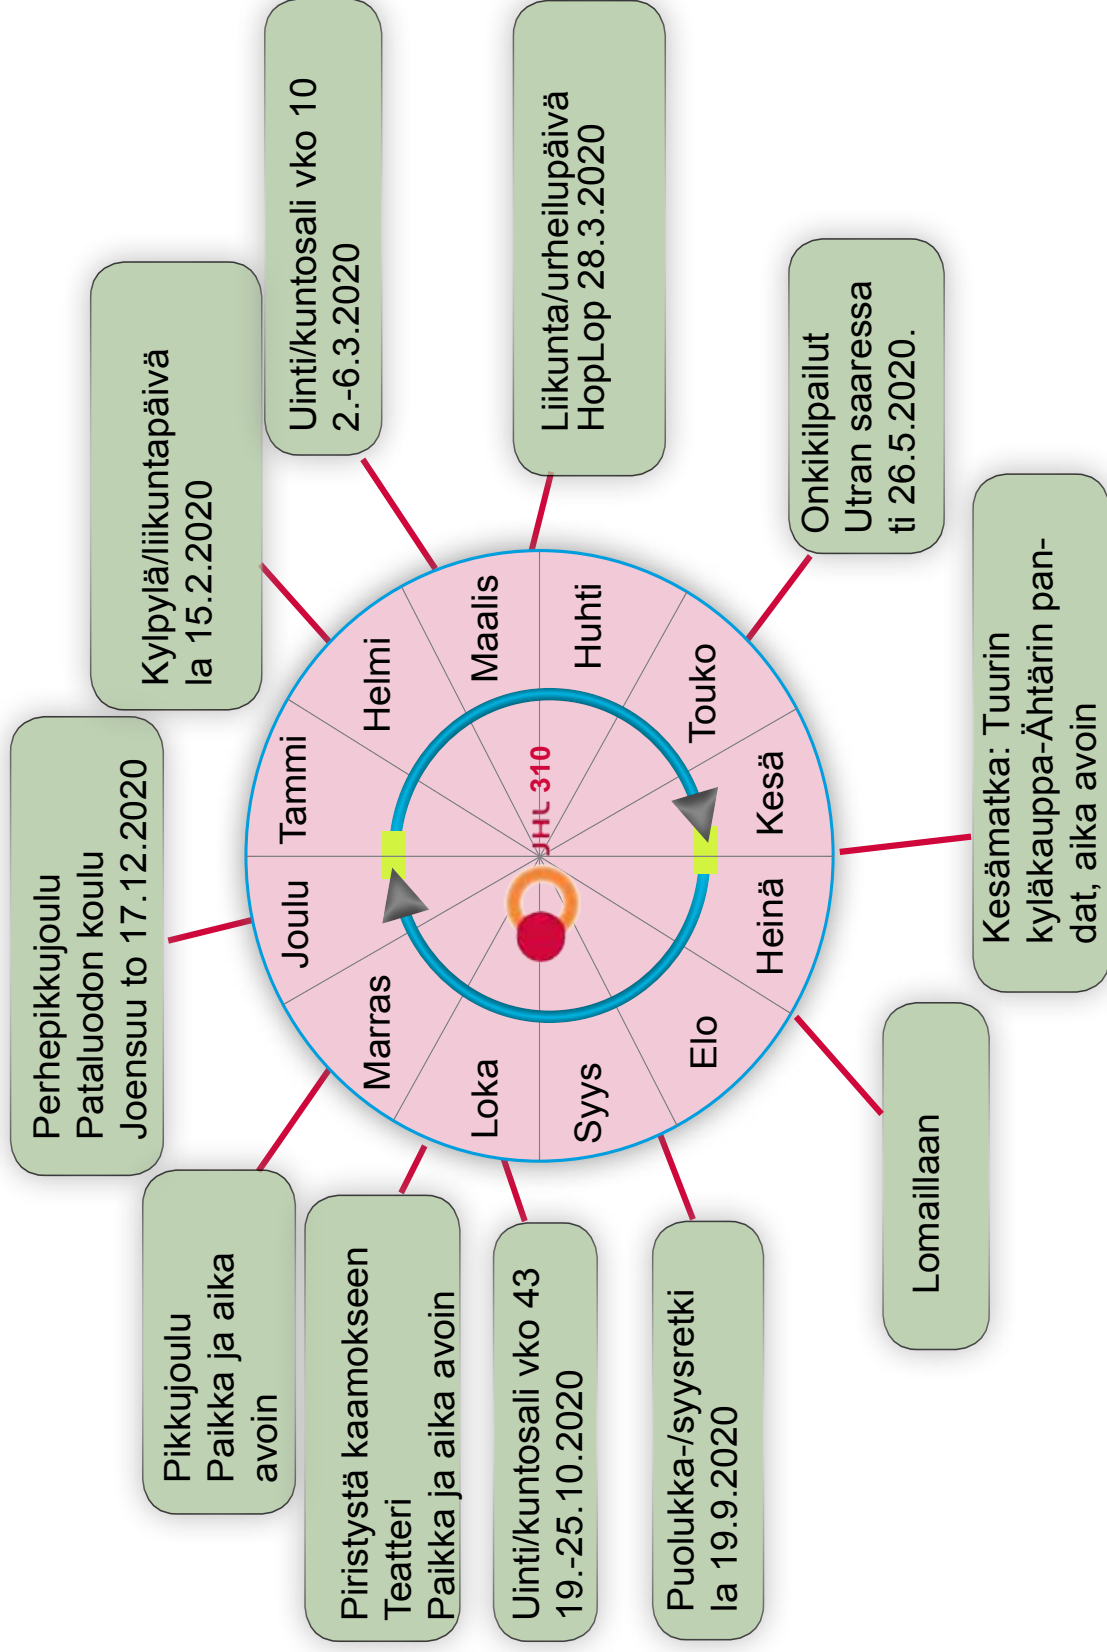 Perhepikkujoulu
Pataluodon koulu
Joensuu to 17.12.2020
Kylpylä/liikuntapäivä
la 15.2.2020
Uinti/kuntosali vko 10
2.-6.3.2020
Liikunta/urheilupäivä
HopLop 28.3.2020
Onkikilpailut
Utran saaressa
ti 26.5.2020.
Kesämatka: Tuurin
kyläkauppa-Ähtärin pan-
dat, aika avoin
Lomaillaan
Puolukka-/syysretki
la 19.9.2020
Uinti/kuntosali vko 43
19.-25.10.2020
Piristystä kaamokseen
Teatteri
Paikka ja aika avoin
Pikkujoulu
Paikka ja aika
avoin
Tammi
Helmi
Maalis
Huhti
Touko
Kesä
Heinä
Elo
Syys
Loka
Marras
Joulu
JHL 310